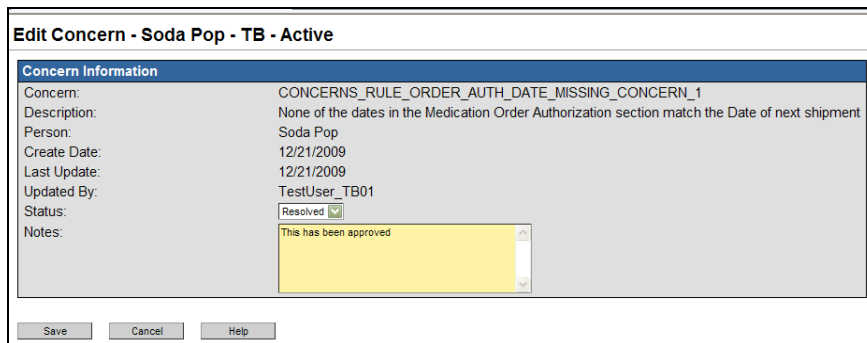 Edit Concern - Soda Pop - TB - Active
Concern Information
Concern: CONCERNS_RULE_ORDER_AUTH_DATE_MISSING_CONCERN_1
Description: None of the dates in the Medication Order Authorization section match the Date of next shipment
Person: Soda Pop
Create Date: 12/21/2009
Last Update: 12/21/2009
Updated By: TestUser_TB01
Status: Resolved
Notes: This has been approved
Save Cancel Help